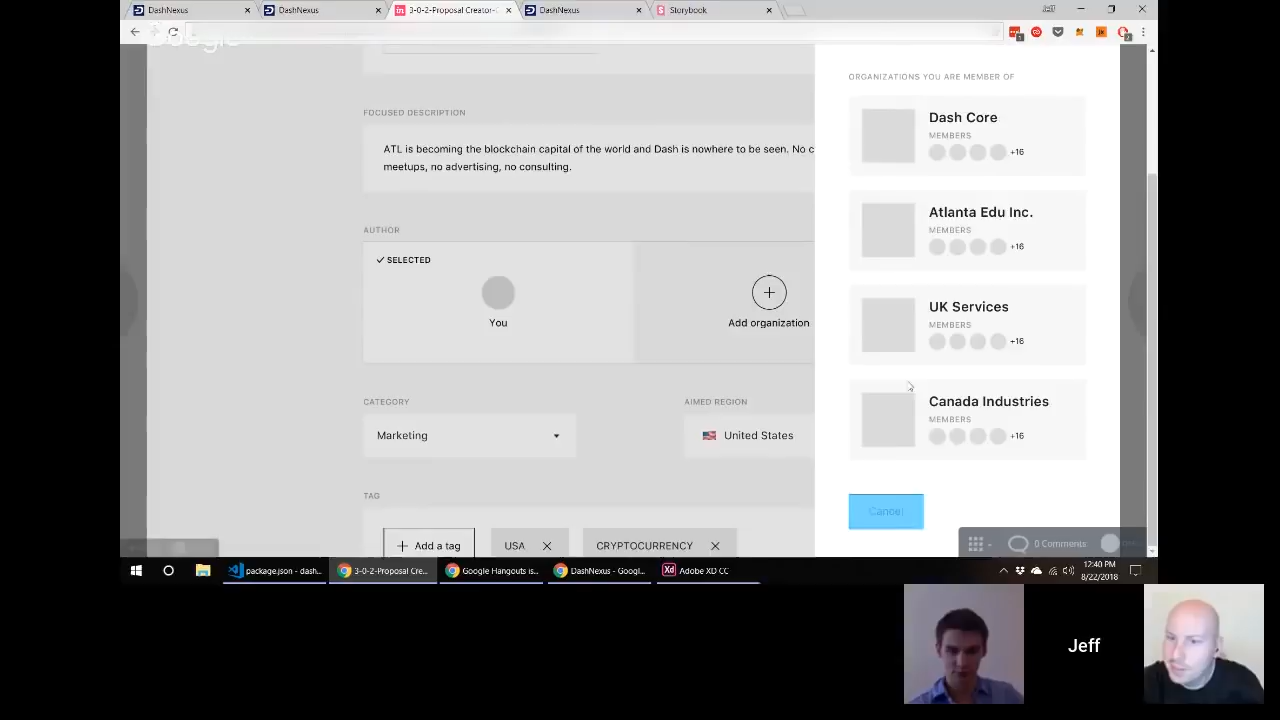 DashNexus
DashNexus
3-0-2-Proposal Creator-
DashNexus
Storybook
Jeff
Google
ORGANIZATIONS YOU ARE MEMBER OF
Dash Core
MEMBERS
+16
Atlanta Edu Inc.
MEMBERS
+16
UK Services
MEMBERS
+16
Canada Industries
MEMBERS
+16
Cancel
FOCUSED DESCRIPTION
ATL is becoming the blockchain capital of the world and Dash is nowhere to be seen. No c
meetups, no advertising, no consulting.
AUTHOR
SELECTED
You
Add organization
CATEGORY
AIMED REGION
Marketing
United States
TAG
Add a tag
USA
CRYPTOCURRENCY
0 Comments
package.json - dash...
3-0-2-Proposal Cre...
Google Hangouts is...
DashNexus - Googl...
Xd Adobe XD CC
12:40 PM
8/22/2018
Jeff